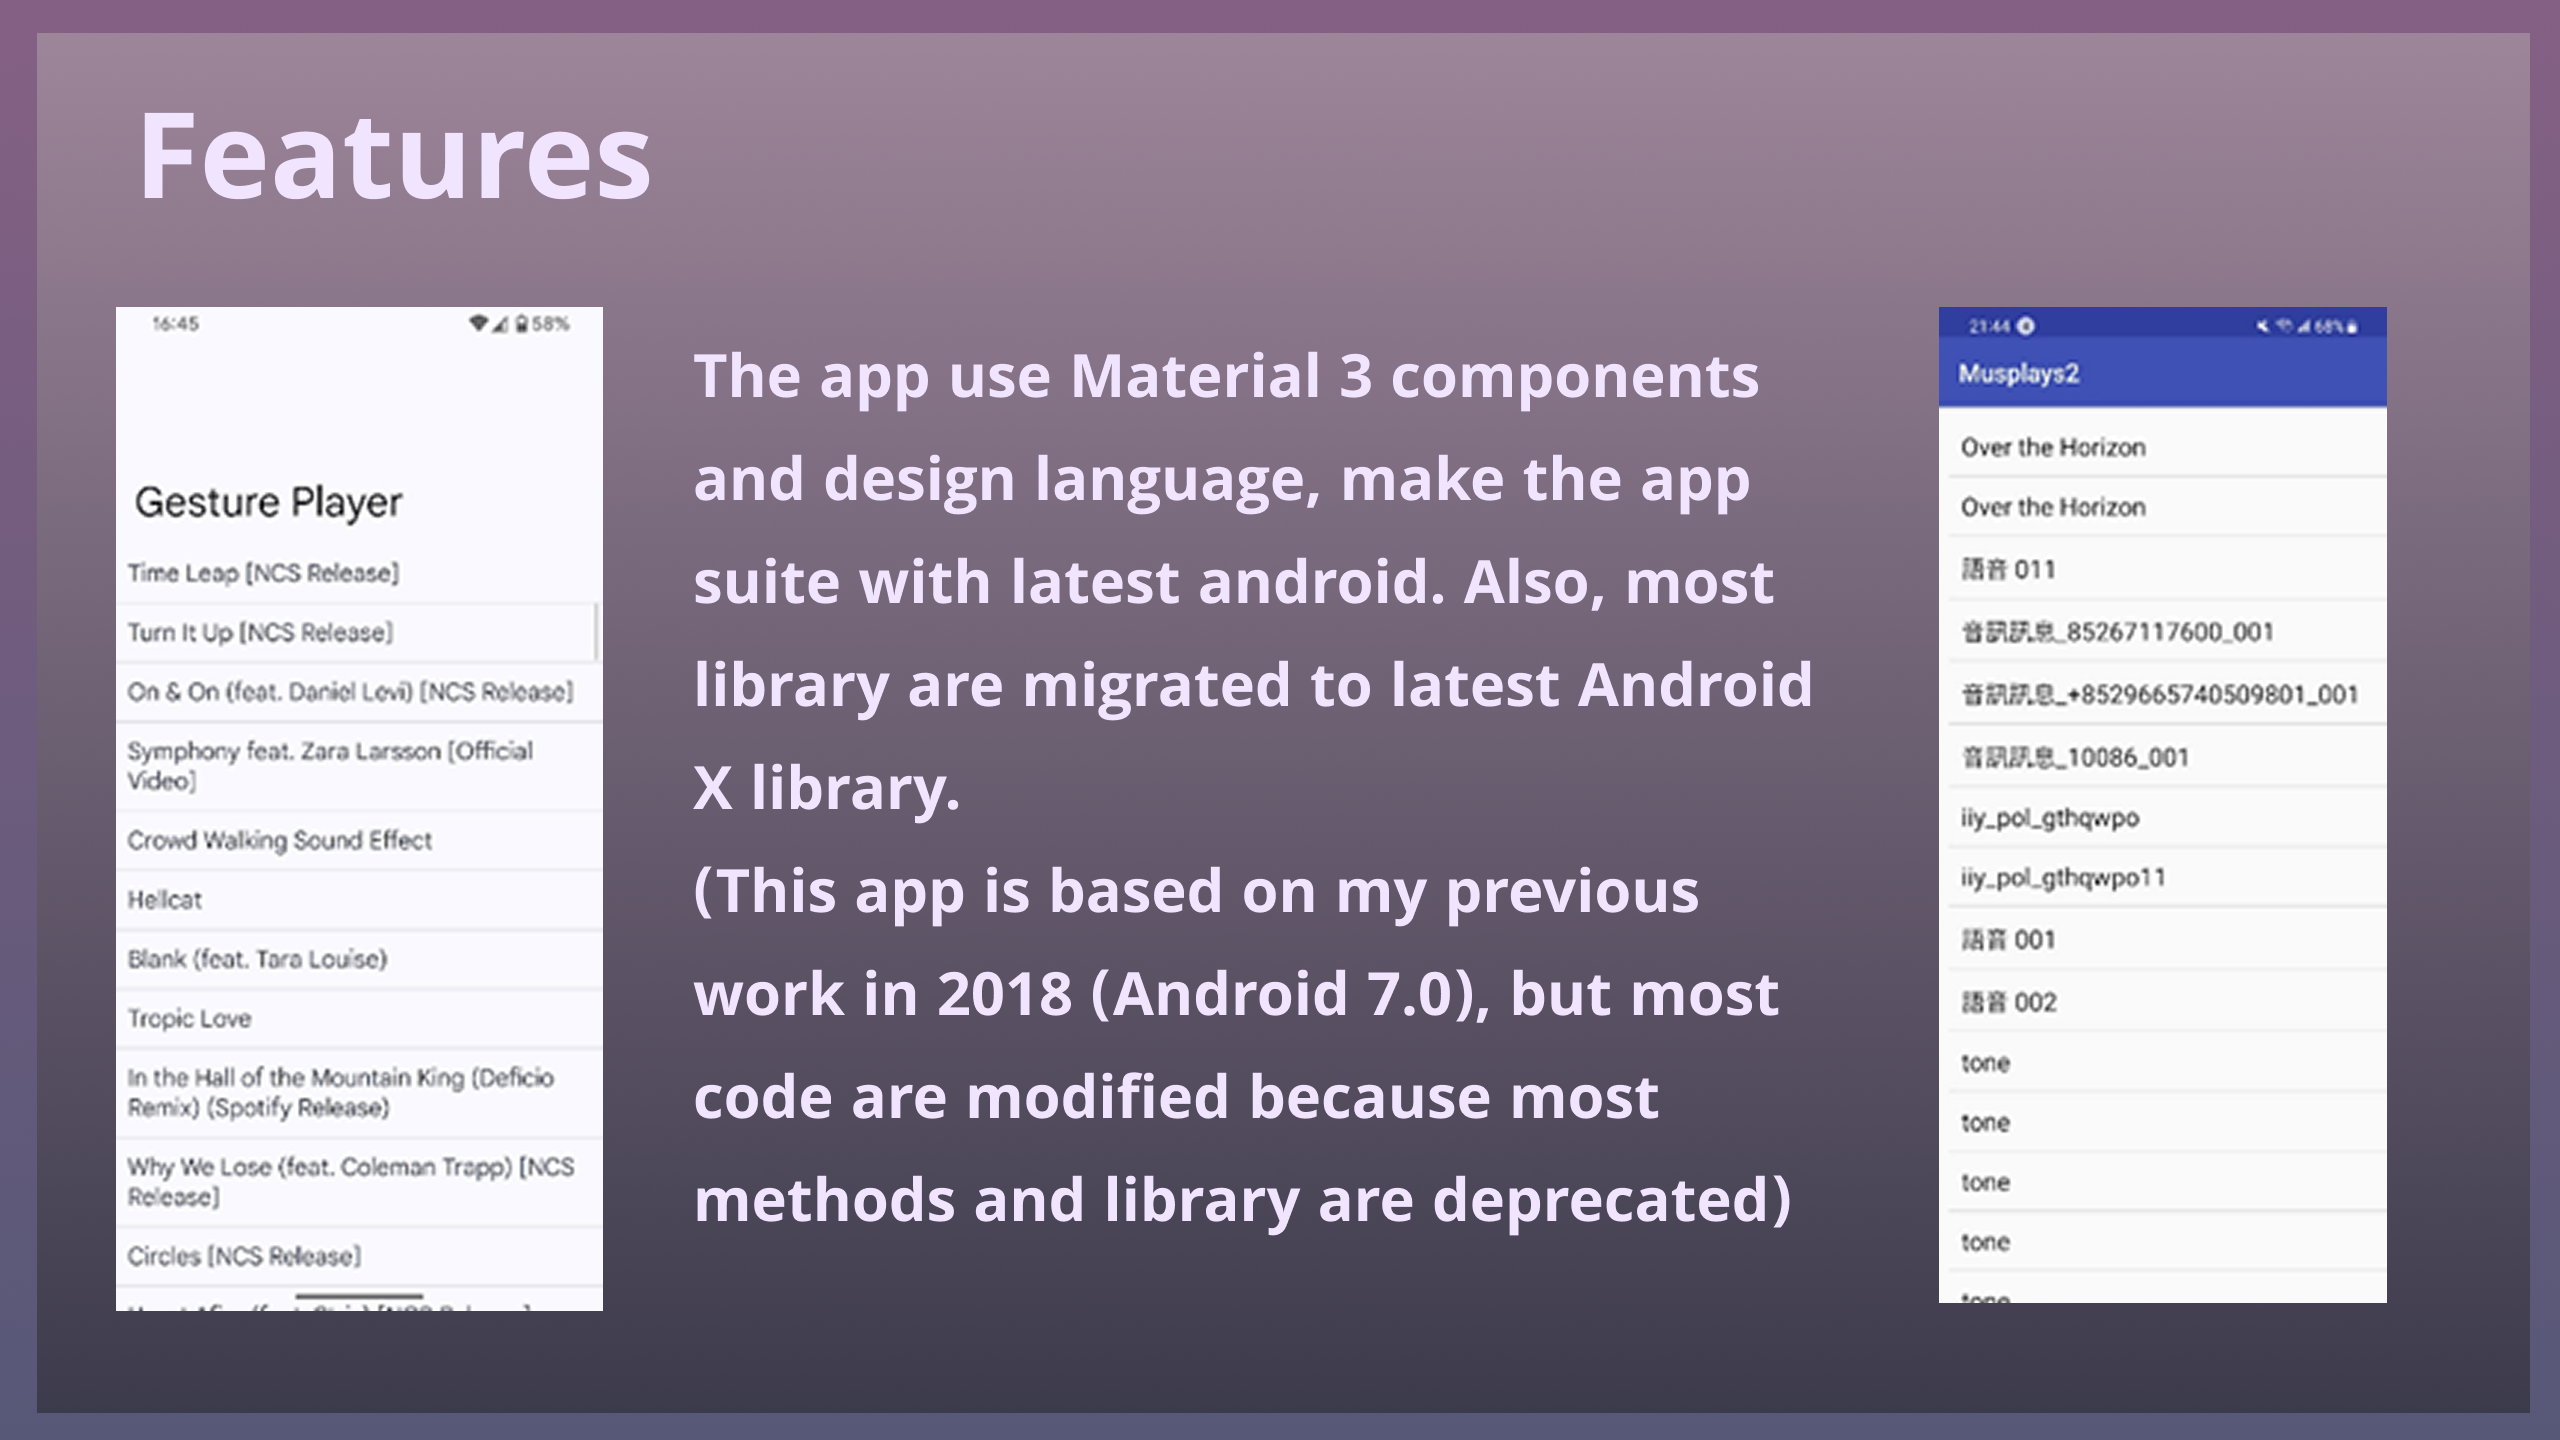 Features
16:45
58%
Gesture Player
Time Leap [NCS Release]
Turn It Up [NCS Release]
On & On (feat. Daniel Levi) [NCS Release]
Symphony feat. Zara Larsson [Official
Video]
Crowd Walking Sound Effect
Hellcat
Blank (feat. Tara Louise)
Tropic Love
In the Hall of the Mountain King (Deficio
Remix) (Spotify Release)
Why We Lose (feat. Coleman Trapp) [NCS
Release]
Circles [NCS Release]
The app use Material 3 components
and design language, make the app
suite with latest android. Also, most
library are migrated to latest Android
X library.
(This app is based on my previous
work in 2018 (Android 7.0), but most
code are modified because most
methods and library are deprecated)
21:44
68%
Musplays2
Over the Horizon
Over the Horizon
語音 011
音訊訊息_85267117600_001
音訊訊息_+8529665740509801_001
音訊訊息_10086_001
iiy_pol_gthqwpo
iiy_pol_gthqwpo11
語音 001
語音 002
tone
tone
tone
tone
tone